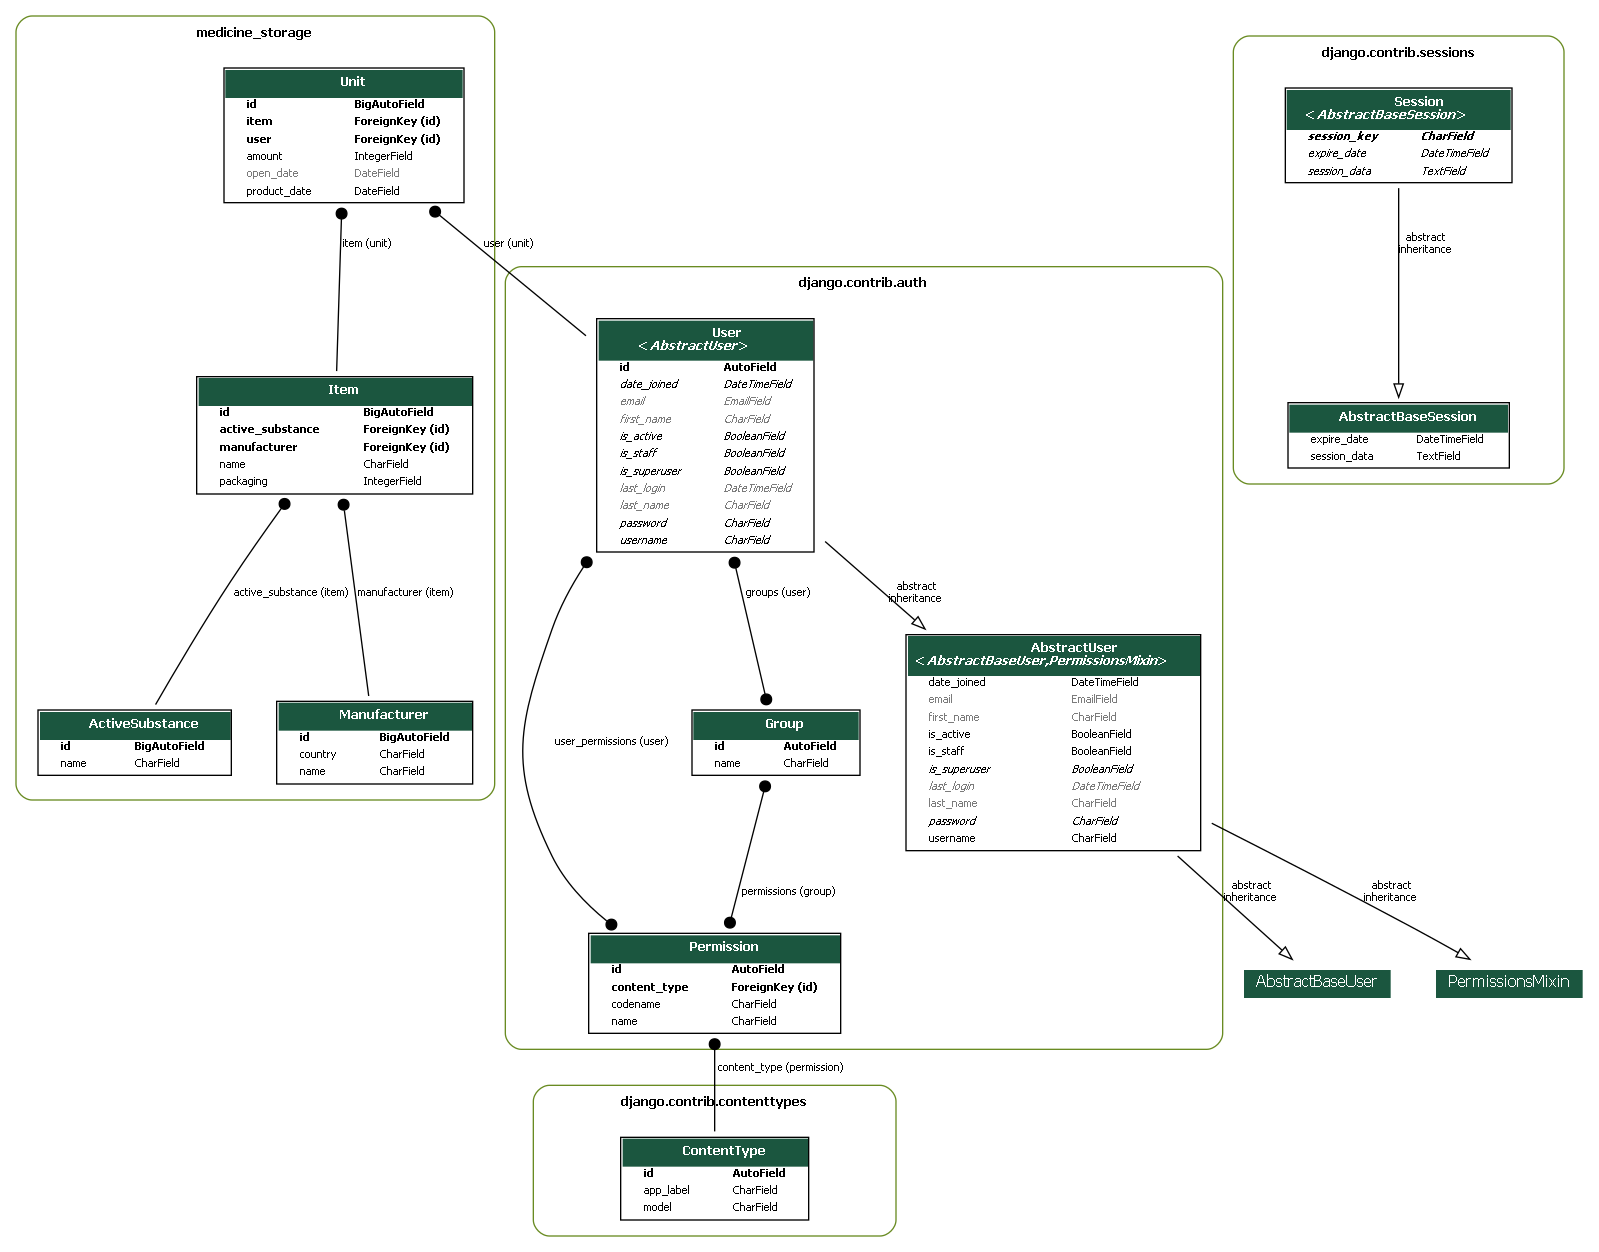 medicine_storage
Unit
id BigAutoField
item ForeignKey (id)
user ForeignKey (id)
amount IntegerField
open_date DateField
product_date DateField
item (unit)
user (unit)
Item
id BigAutoField
active_substance ForeignKey (id)
manufacturer ForeignKey (id)
name CharField
packaging IntegerField
active_substance (item)
manufacturer (item)
ActiveSubstance
id BigAutoField
name CharField
Manufacturer
id BigAutoField
country CharField
name CharField
django.contrib.auth
User
<AbstractUser>
id AutoField
date_joined DateTimeField
email EmailField
first_name CharField
is_active BooleanField
is_staff BooleanField
is_superuser BooleanField
last_login DateTimeField
last_name CharField
password CharField
username CharField
groups (user)
abstract
inheritance
user_permissions (user)
Group
id AutoField
name CharField
AbstractUser
<AbstractBaseUser,PermissionsMixin>
date_joined DateTimeField
email EmailField
first_name CharField
is_active BooleanField
is_staff BooleanField
is_superuser BooleanField
last_login DateTimeField
last_name CharField
password CharField
username CharField
permissions (group)
abstract
inheritance
abstract
inheritance
Permission
id AutoField
content_type ForeignKey (id)
codename CharField
name CharField
AbstractBaseUser
PermissionsMixin
content_type (permission)
django.contrib.contenttypes
ContentType
id AutoField
app_label CharField
model CharField
django.contrib.sessions
Session
<AbstractBaseSession>
session_key CharField
expire_date DateTimeField
session_data TextField
abstract
inheritance
AbstractBaseSession
expire_date DateTimeField
session_data TextField